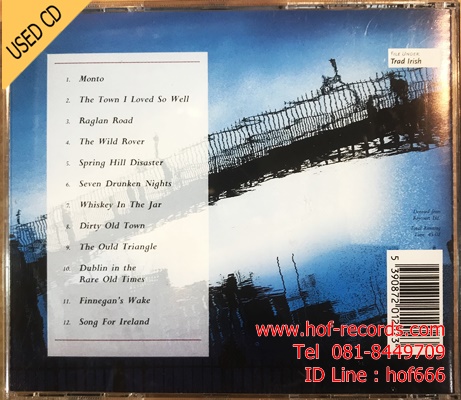 USED CD
FILE UNDER:
Trad Irish
1. Monto
2. The Town I Loved So Well
3. Raglan Road
4. The Wild Rover
5. Spring Hill Disaster
6. Seven Drunken Nights
7. Whiskey In The Jar
8. Dirty Old Town
9. The Ould Triangle
10. Dublin in the
Rare Old Times
11. Finnegan's Wake
12. Song For Ireland
www.hof-records.com
Tel 081-8449709
ID Line : hof666